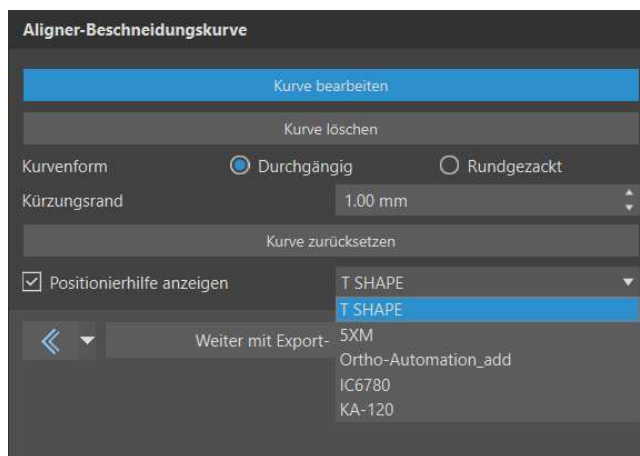 Aligner-Beschneidungskurve
Kurve bearbeiten
Kurve löschen
Kurvenform Durchgängig Rundgezackt
Kürzungsrand 1.00 mm
Kurve zurücksetzen
Positionierhilfe anzeigen T SHAPE
T SHAPE
Weiter mit Export- 5XM
Ortho-Automation_add
IC6780
KA-120